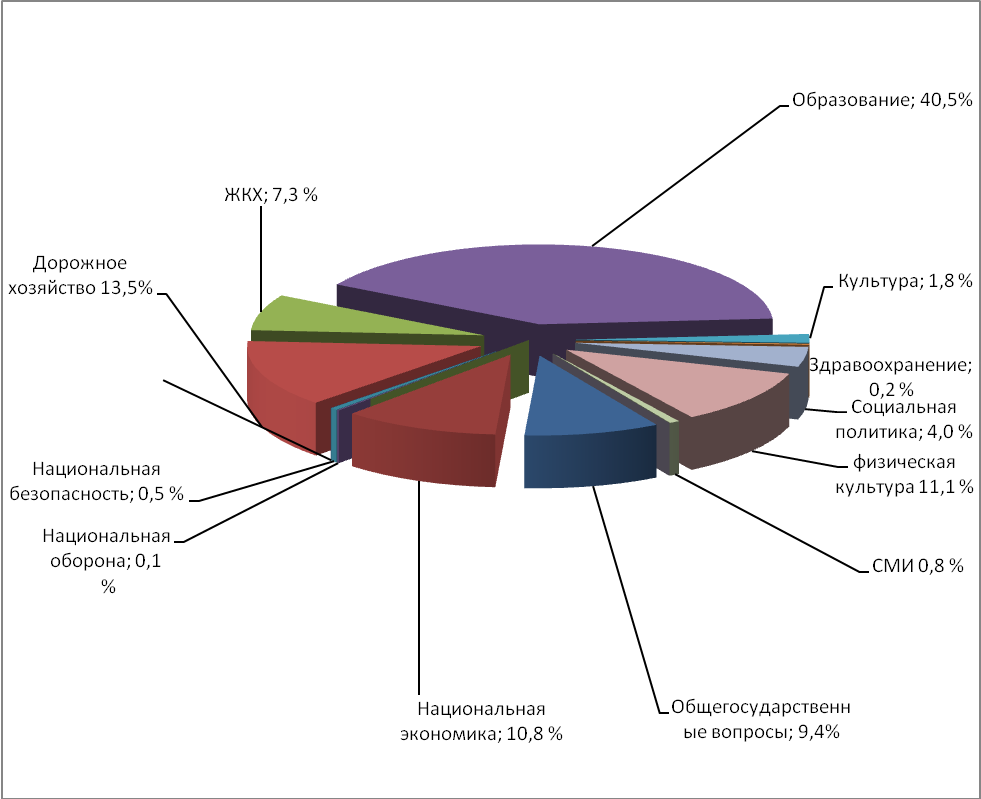 Образование; 40,5%
ЖКХ; 7,3 %
Дорожное
хозяйство 13,5%
Культура; 1,8 %
Здравоохранение;
0,2 %
Социальная
политика; 4,0 %
физическая
культура 11,1 %
Национальная
безопасность; 0,5 %
Национальная
оборона; 0,1
%
СМИ 0,8 %
Национальная
экономика; 10,8 %
Общегосударственн
ые вопросы; 9,4%